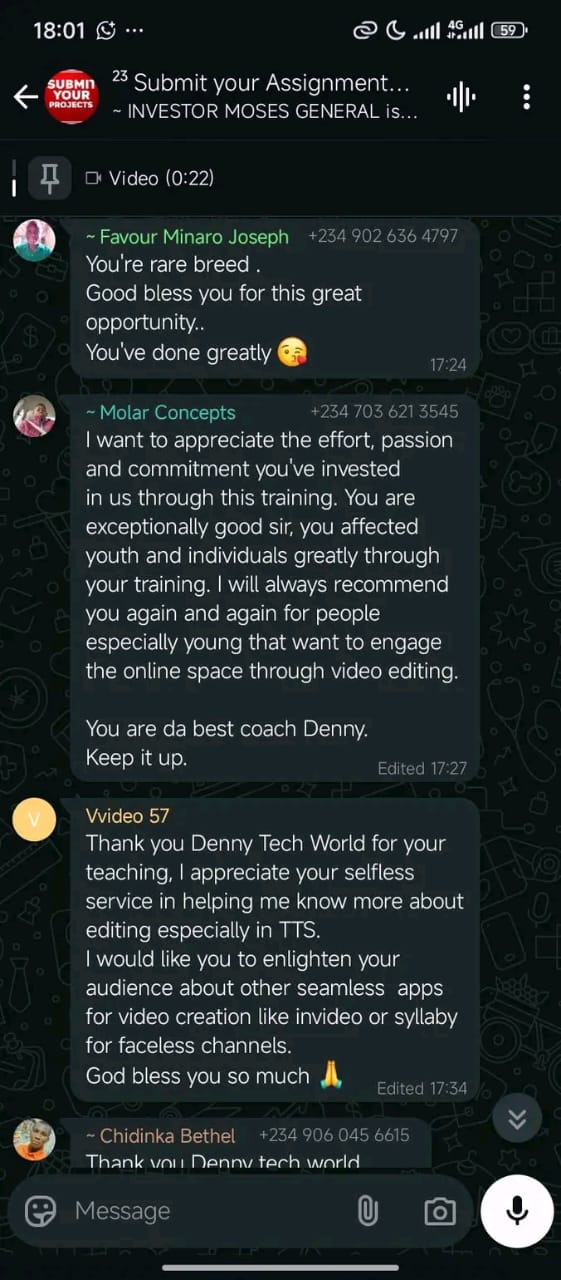 18:01 ...
4G
59
SUBMIT
YOUR
PROJECTS
23 Submit your Assignment...
~ INVESTOR MOSES GENERAL is...
Video (0:22)
~ Favour Minaro Joseph +234 902 636 4797
You're rare breed .
Good bless you for this great
opportunity..
You've done greatly 😘
17:24
~ Molar Concepts +234 703 621 3545
I want to appreciate the effort, passion
and commitment you've invested
in us through this training. You are
exceptionally good sir, you affected
youth and individuals greatly through
your training. I will always recommend
you again and again for people
especially young that want to engage
the online space through video editing.
You are da best coach Denny.
Keep it up.
Edited 17:27
V
Vvideo 57
Thank you Denny Tech World for your
teaching, I appreciate your selfless
service in helping me know more about
editing especially in TTS.
I would like you to enlighten your
audience about other seamless apps
for video creation like invideo or syllaby
for faceless channels.
God bless you so much 🙏
Edited 17:34
~ Chidinka Bethel +234 906 045 6615
Thank you Denny tech world
Message